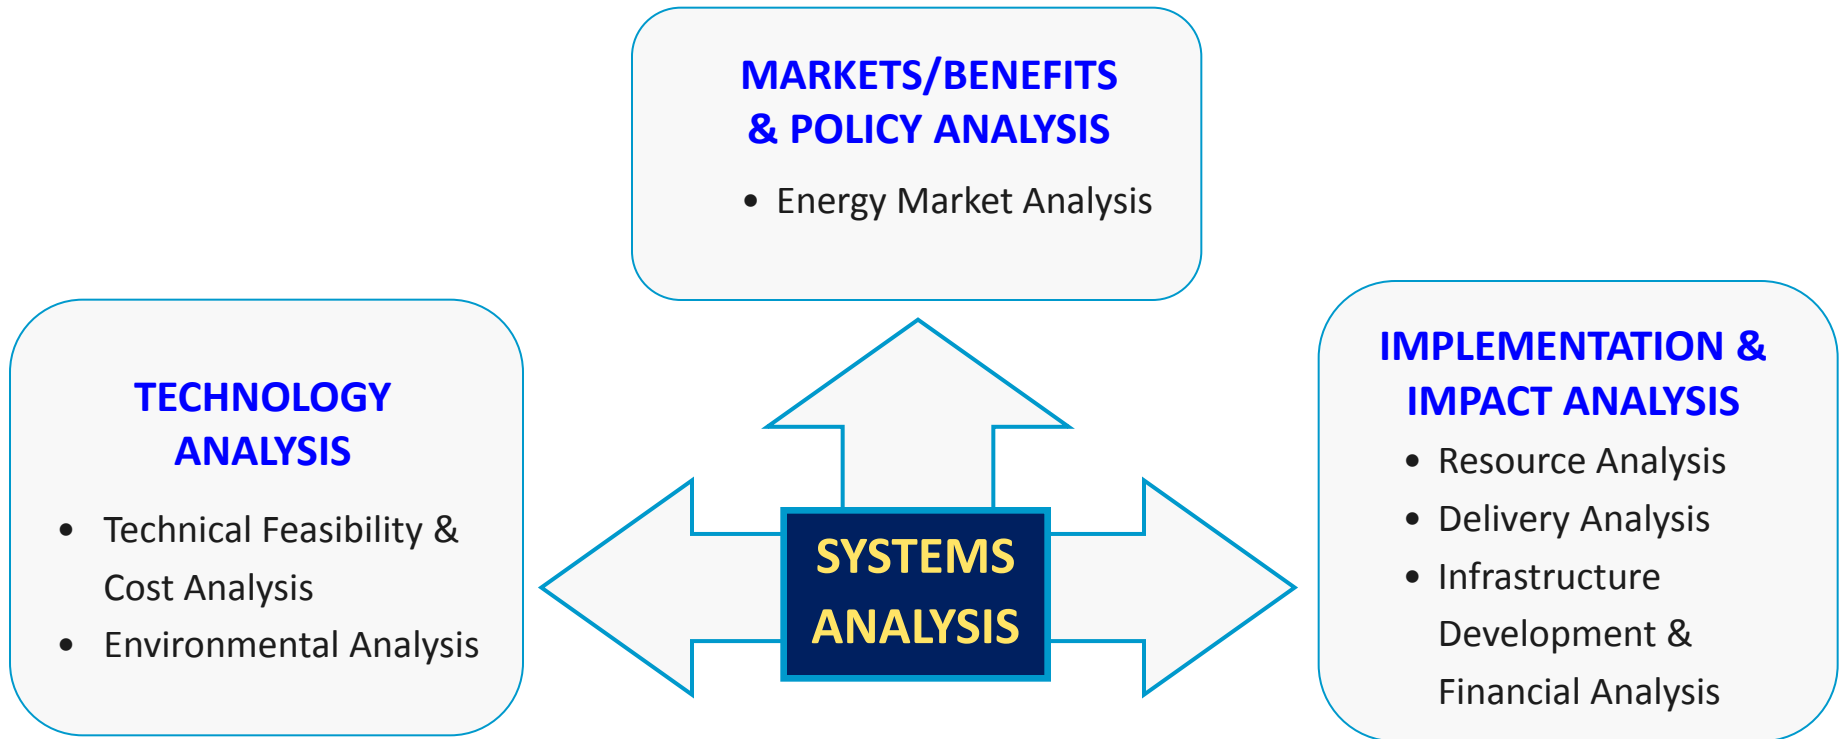 MARKETS/BENEFITS
& POLICY ANALYSIS
• Energy Market Analysis
TECHNOLOGY
ANALYSIS
• Technical Feasibility &
Cost Analysis
• Environmental Analysis
SYSTEMS
ANALYSIS
IMPLEMENTATION &
IMPACT ANALYSIS
• Resource Analysis
• Delivery Analysis
• Infrastructure
Development &
Financial Analysis